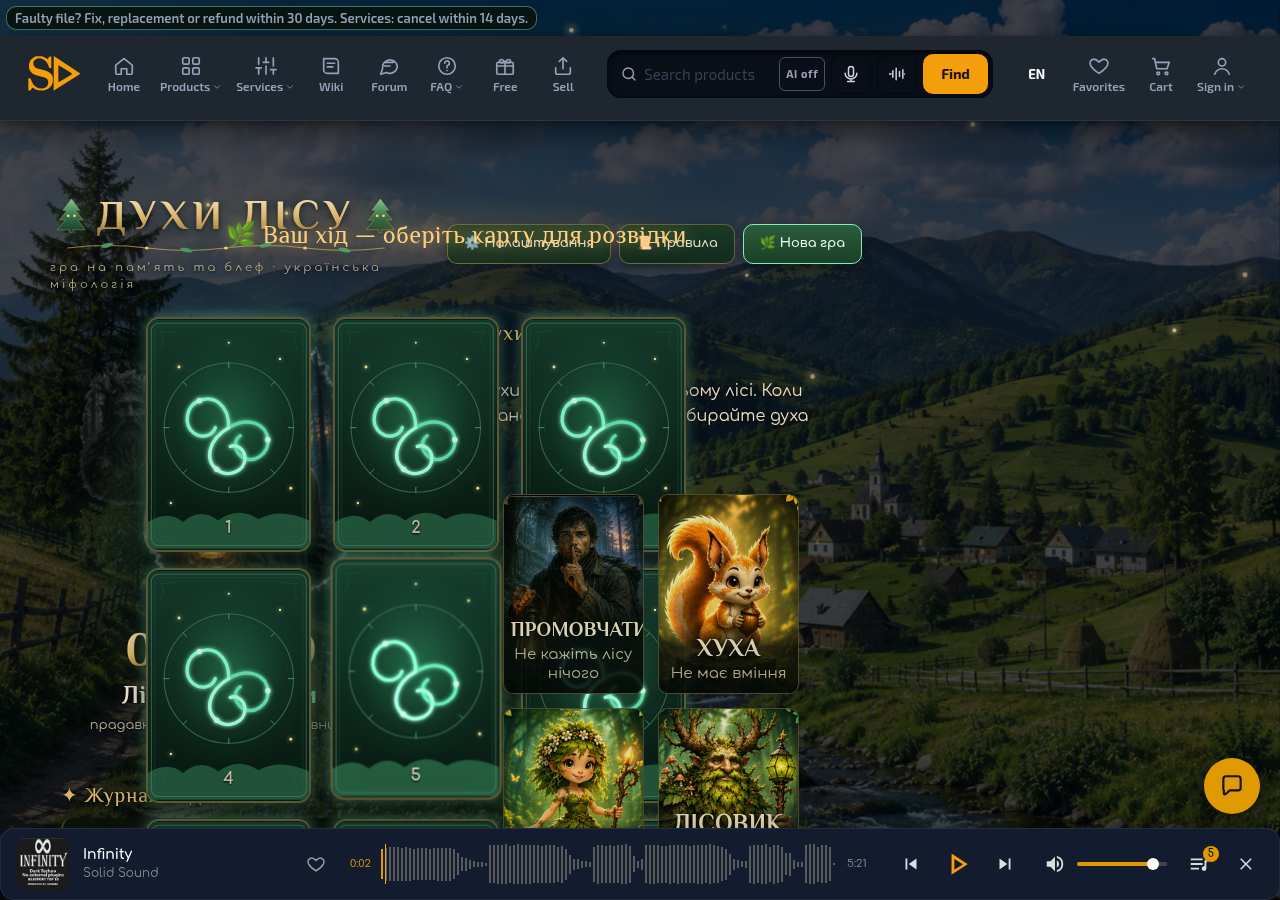 Faulty file? Fix, replacement or refund within 30 days. Services: cancel within 14 days.
Home
Products
Services
Wiki
Forum
FAQ
Free
Sell
Search products
AI off
Find
EN
Favorites
Cart
Sign in
ДУХИ ЛІСУ
Ваш хід — оберіть карту для розвідки
Налаштування
Правила
Нова гра
гра на пам'ять та блеф · українська
міфологія
ому лісі. Коли
бирайте духа
1
2
ПРОМОВЧАТИ
Не кажіть лісу
нічого
ХУХА
Не має вміння
4
5
ЛІСОВИК
✦ Журна
INFINITY
Infinity
Solid Sound
0:02
5:21
5